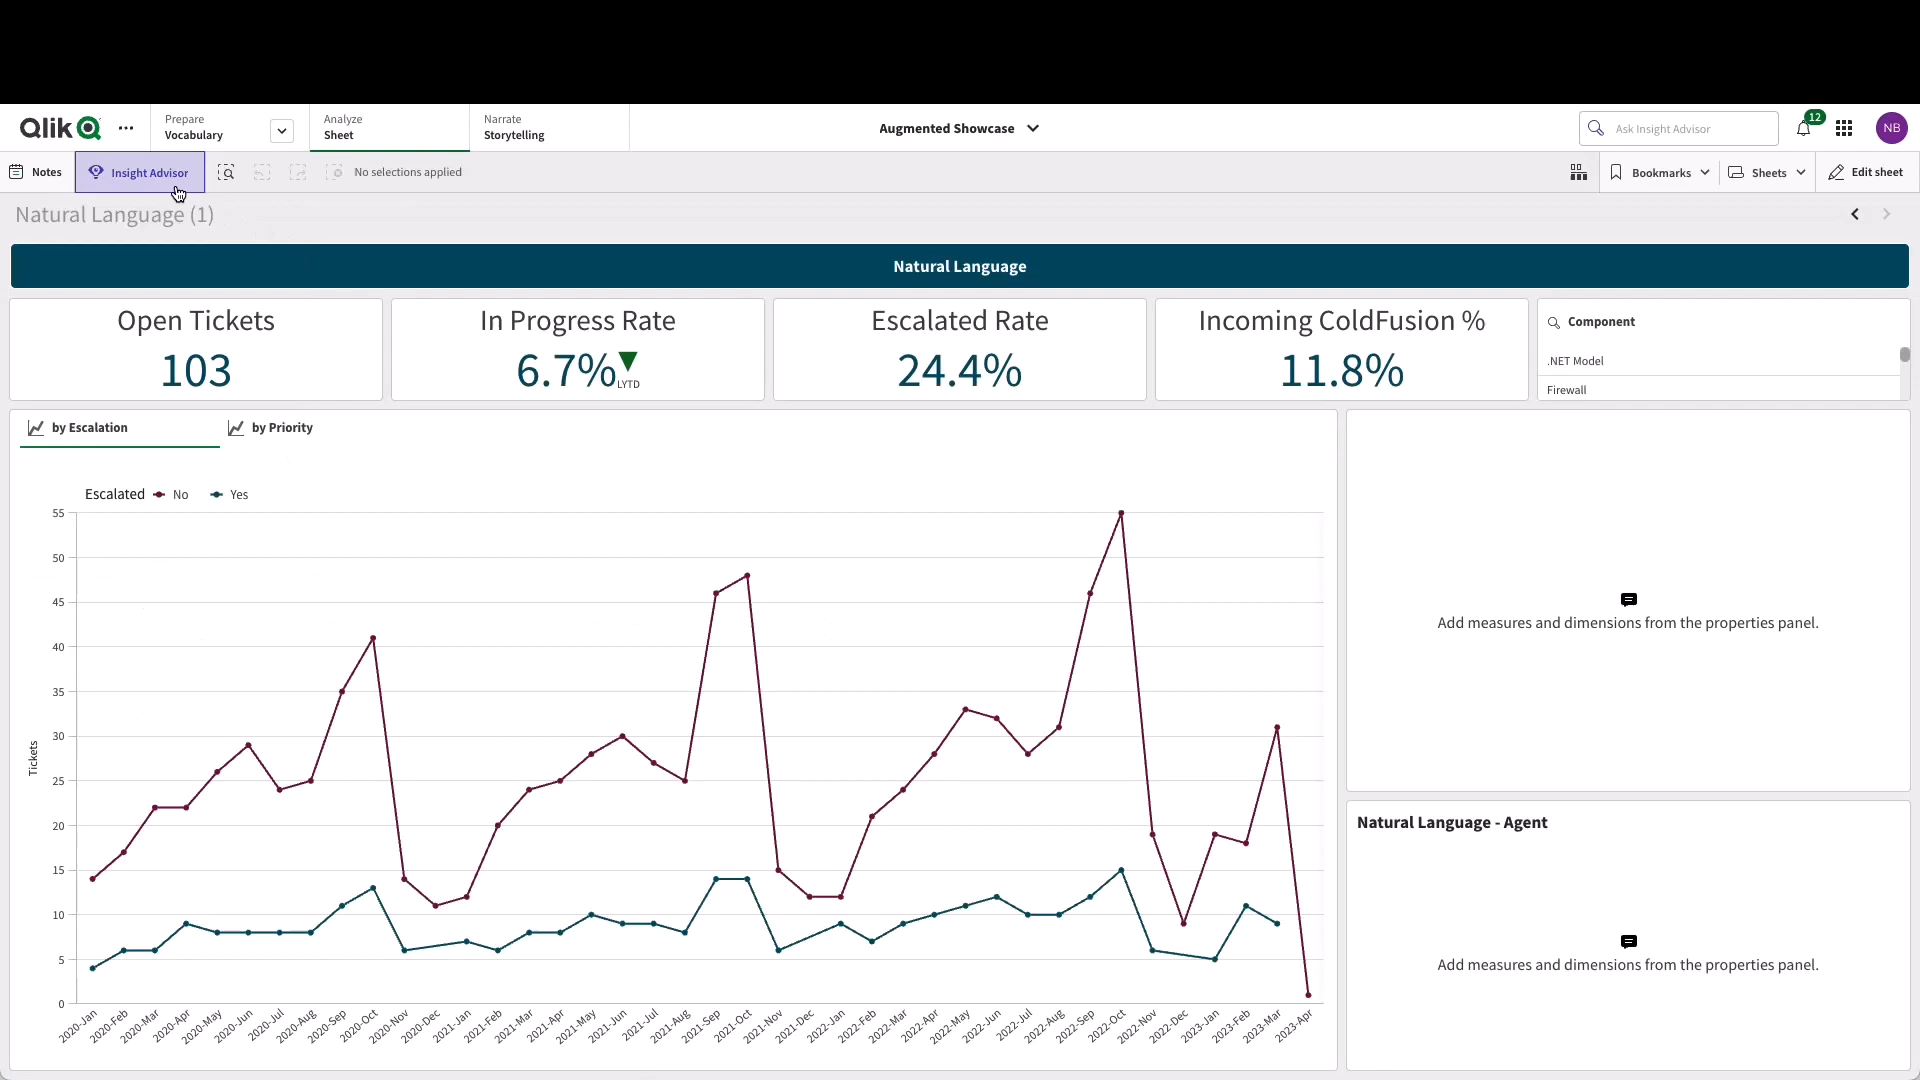 Qlik
Prepare
Vocabulary
Analyze
Sheet
Narrate
Storytelling
Augmented Showcase
Ask Insight Advisor
12
NB
Notes
Insight Advisor
No selections applied
Bookmarks
Sheets
Edit sheet
Natural Language (1)
Natural Language
Open Tickets
103
In Progress Rate
6.7%
LYTD
Escalated Rate
24.4%
Incoming ColdFusion %
11.8%
Component
.NET Model
Firewall
by Escalation
by Priority
Escalated No Yes
55
50
45
40
35
30
25
20
15
10
5
0
Tickets
2020-Jan
2020-Feb
2020-Mar
2020-Apr
2020-May
2020-Jun
2020-Jul
2020-Aug
2020-Sep
2020-Oct
2020-Nov
2020-Dec
2021-Jan
2021-Feb
2021-Mar
2021-Apr
2021-May
2021-Jun
2021-Jul
2021-Aug
2021-Sep
2021-Oct
2021-Nov
2021-Dec
2022-Jan
2022-Feb
2022-Mar
2022-Apr
2022-May
2022-Jun
2022-Jul
2022-Aug
2022-Sep
2022-Oct
2022-Nov
2022-Dec
2023-Jan
2023-Feb
2023-Mar
2023-Apr
Add measures and dimensions from the properties panel.
Natural Language - Agent
Add measures and dimensions from the properties panel.